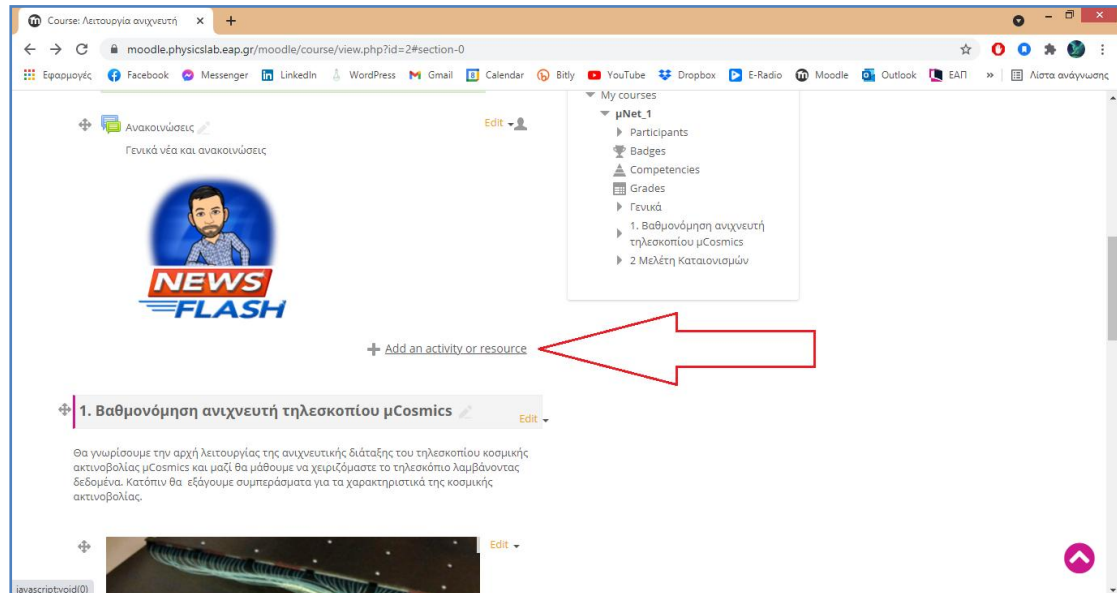 Course: Λειτουργία ανιχνευτή
moodle.physicslab.eap.gr/moodle/course/view.php?id=2#section-0
Εφαρμογές Facebook Messenger LinkedIn WordPress Gmail Calendar Bitly YouTube Dropbox E-Radio Moodle Outlook ΕΑΠ » Λίστα ανάγνωσης
Ανακοινώσεις Edit
Γενικά νέα και ανακοινώσεις
NEWS
FLASH
Add an activity or resource
1. Βαθμονόμηση ανιχνευτή τηλεσκοπίου μCosmics
Edit
Θα γνωρίσουμε την αρχή λειτουργίας της ανιχνευτικής διάταξης του τηλεσκοπίου κοσμικής
ακτινοβολίας μCosmics και μαζί θα μάθουμε να χειριζόμαστε το τηλεσκόπιο λαμβάνοντας
δεδομένα. Κατόπιν θα εξάγουμε συμπεράσματα για τα χαρακτηριστικά της κοσμικής
ακτινοβολίας.
Edit
My courses
μNet_1
Participants
Badges
Competencies
Grades
Γενικά
1. Βαθμονόμηση ανιχνευτή
τηλεσκοπίου μCosmics
2 Μελέτη Καταιονισμών
javascript:void(0)